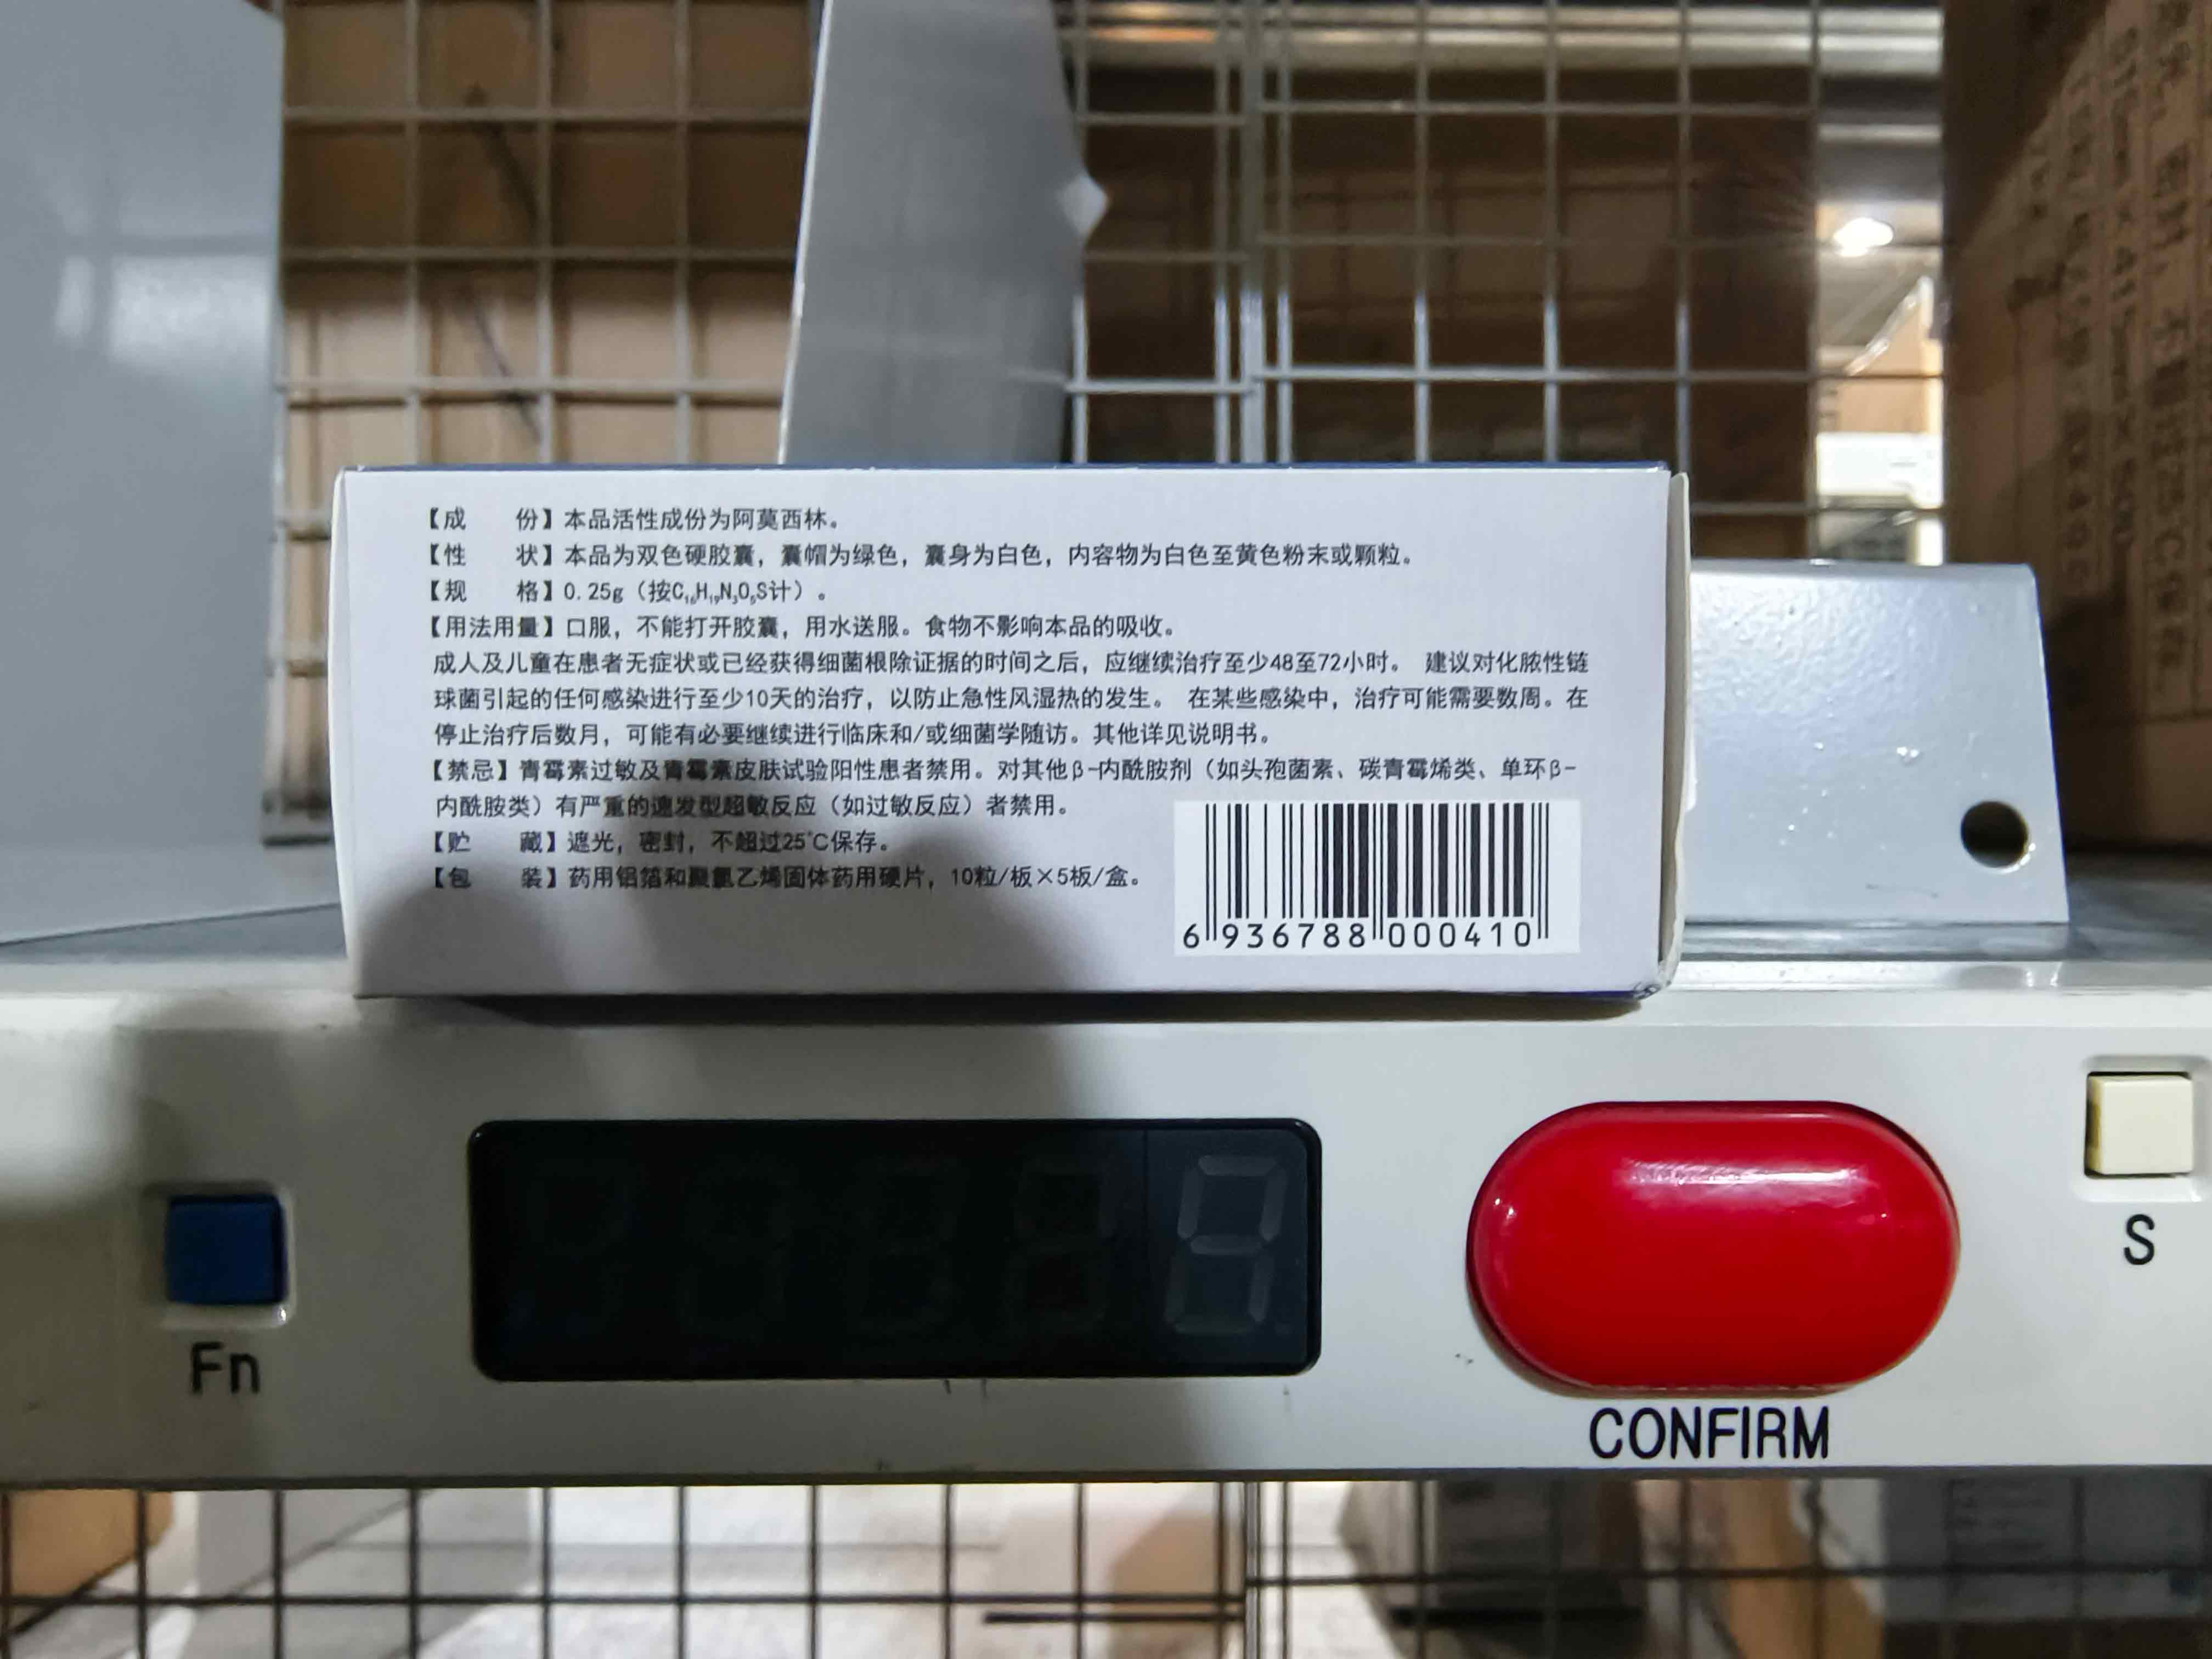 【成　　份】本品活性成份为阿莫西林。
【性　　状】本品为双色硬胶囊，囊帽为绿色，囊身为白色，内容物为白色至黄色粉末或颗粒。
【规　　格】0.25g（按C₁₆H₁₉N₃O₅S计）。
【用法用量】口服，不能打开胶囊，用水送服。食物不影响本品的吸收。
成人及儿童在患者无症状或已经获得细菌根除证据的时间之后，应继续治疗至少48至72小时。 建议对化脓性链
球菌引起的任何感染进行至少10天的治疗，以防止急性风湿热的发生。 在某些感染中，治疗可能需要数周。在
停止治疗后数月，可能有必要继续进行临床和/或细菌学随访。其他详见说明书。
【禁忌】青霉素过敏及青霉素皮肤试验阳性患者禁用。对其他β-内酰胺剂（如头孢菌素、碳青霉烯类、单环β-
内酰胺类）有严重的速发型超敏反应（如过敏反应）者禁用。
【贮　　藏】遮光，密封，不超过25℃保存。
【包　　装】药用铝箔和聚氯乙烯固体药用硬片，10粒/板×5板/盒。
6 936788 000410
Fn
CONFIRM
S